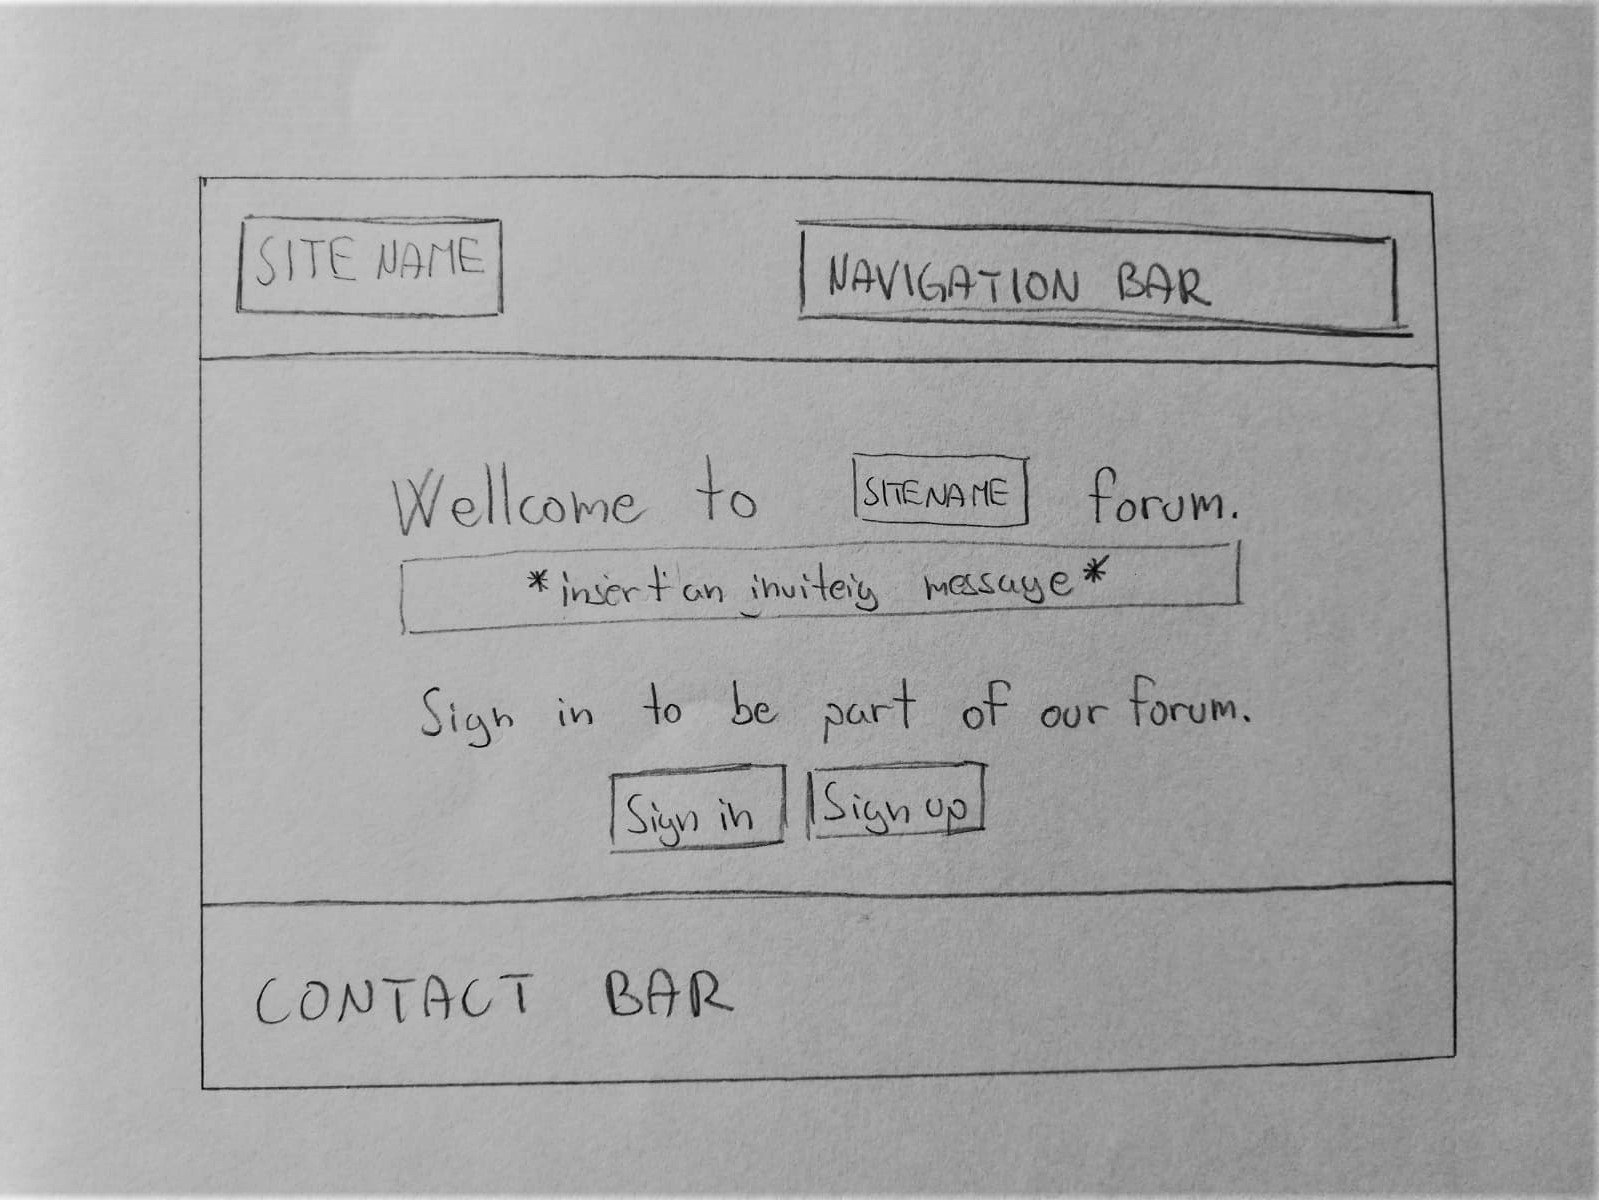 SITE NAME
NAVIGATION BAR
Wellcome to SITENAME forum.
*insert an inviteig message*
Sign in to be part of our forum.
Sign in
Sign up
CONTACT BAR